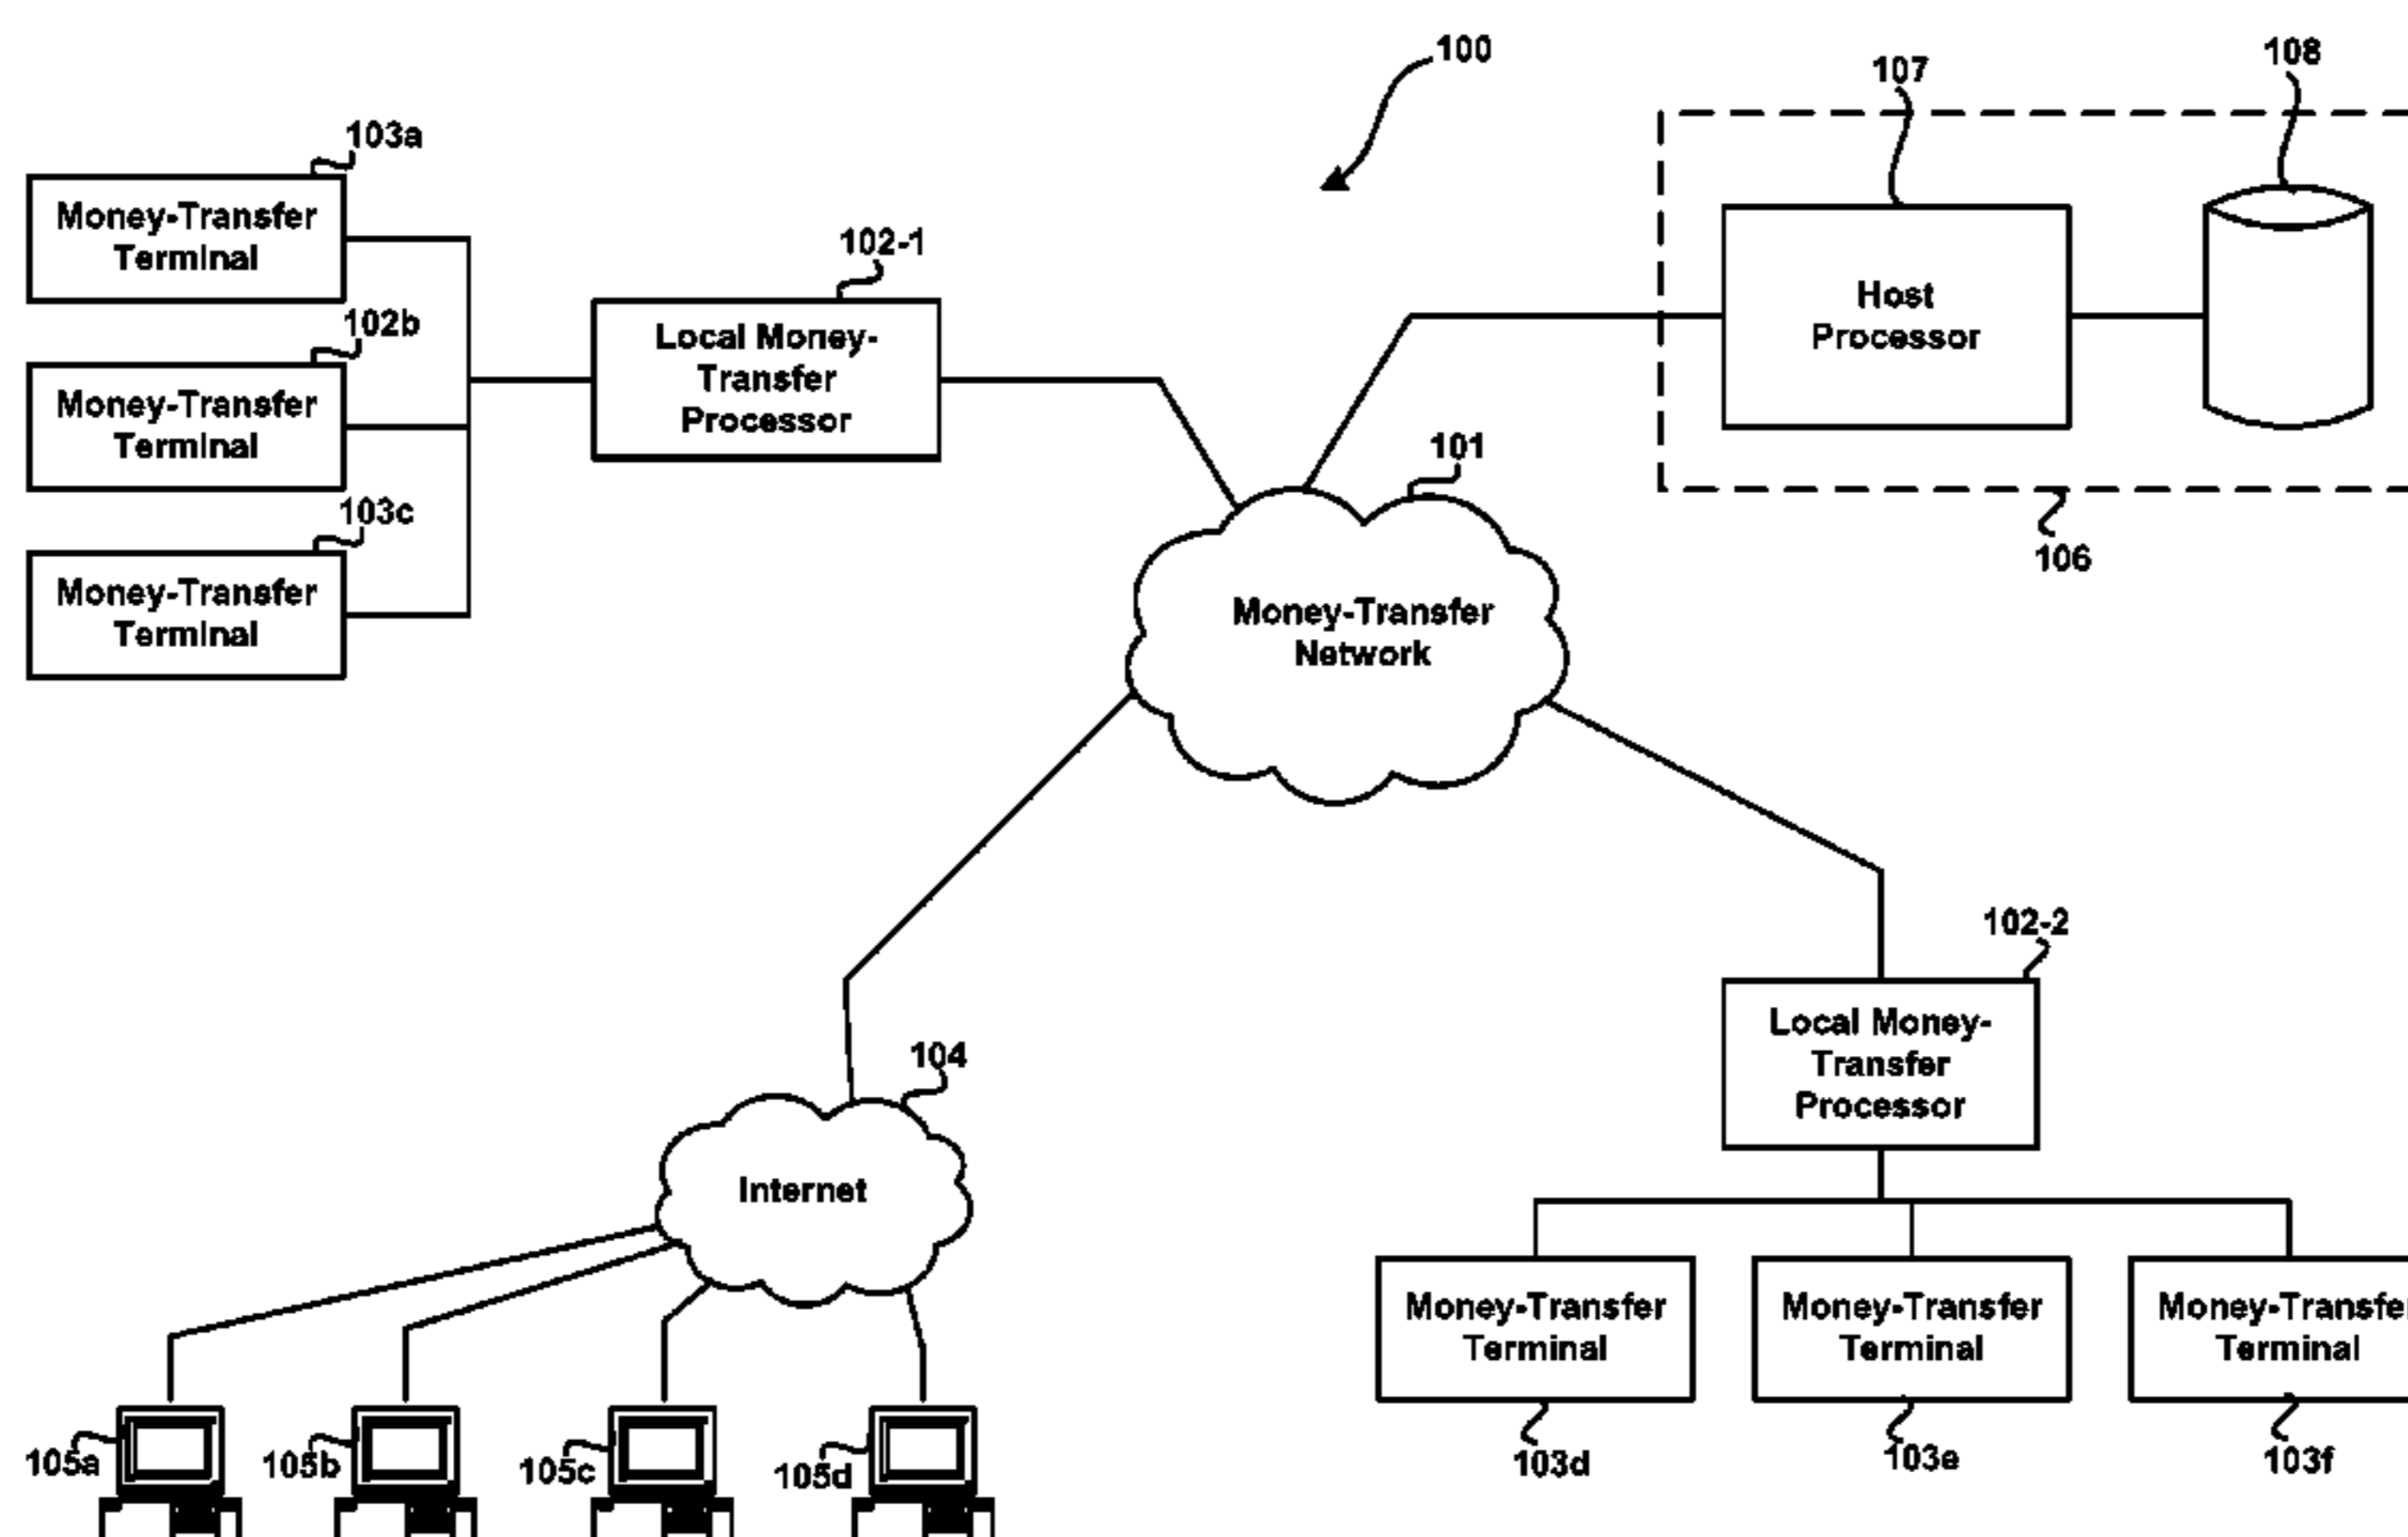 100
107
108
103a
Money-Transfer
Terminal
102-1
Host
Processor
102b
Local Money-
Transfer
Processor
Money-Transfer
Terminal
101
103c
106
Money-Transfer
Terminal
Money-Transfer
Network
102-2
Local Money-
Transfer
Processor
104
Internet
Money-Transfer
Terminal
Money-Transfer
Terminal
Money-Transfer
Terminal
105a
105b
105c
105d
103d
103e
103f